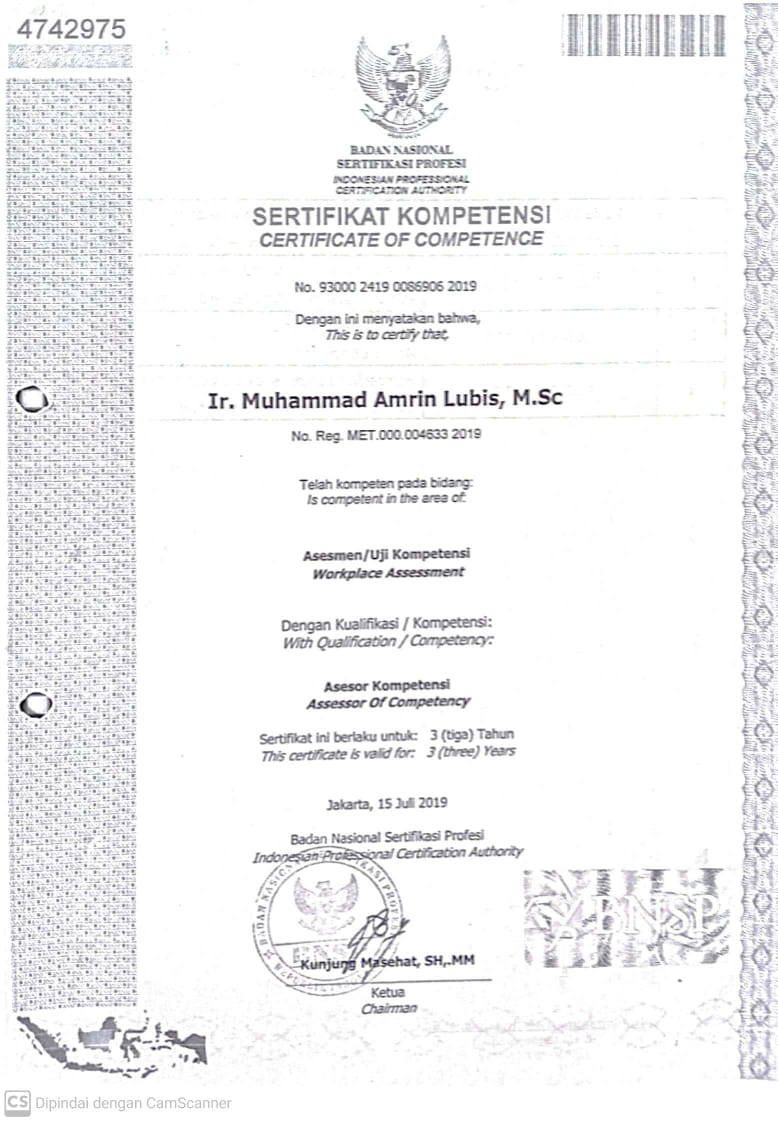 4742975
BADAN NASIONAL
SERTIFIKASI PROFESI
INDONESIAN PROFESSIONAL
CERTIFICATION AUTHORITY
SERTIFIKAT KOMPETENSI
CERTIFICATE OF COMPETENCE
No. 93000 2419 0086906 2019
Dengan ini menyatakan bahwa,
This is to certify that,
Ir. Muhammad Amrin Lubis, M.Sc
No. Reg. MET.000.004633 2019
Telah kompeten pada bidang:
Is competent in the area of:
Asesmen/Uji Kompetensi
Workplace Assessment
Dengan Kualifikasi / Kompetensi:
With Qualification / Competency:
Asesor Kompetensi
Assessor Of Competency
Sertifikat ini berlaku untuk: 3 (tiga) Tahun
This certificate is valid for: 3 (three) Years
Jakarta, 15 Juli 2019
Badan Nasional Sertifikasi Profesi
Indonesian Professional Certification Authority
BNSP
Kunjung Masehat, SH,.MM
Ketua
Chairman
CS Dipindai dengan CamScanner